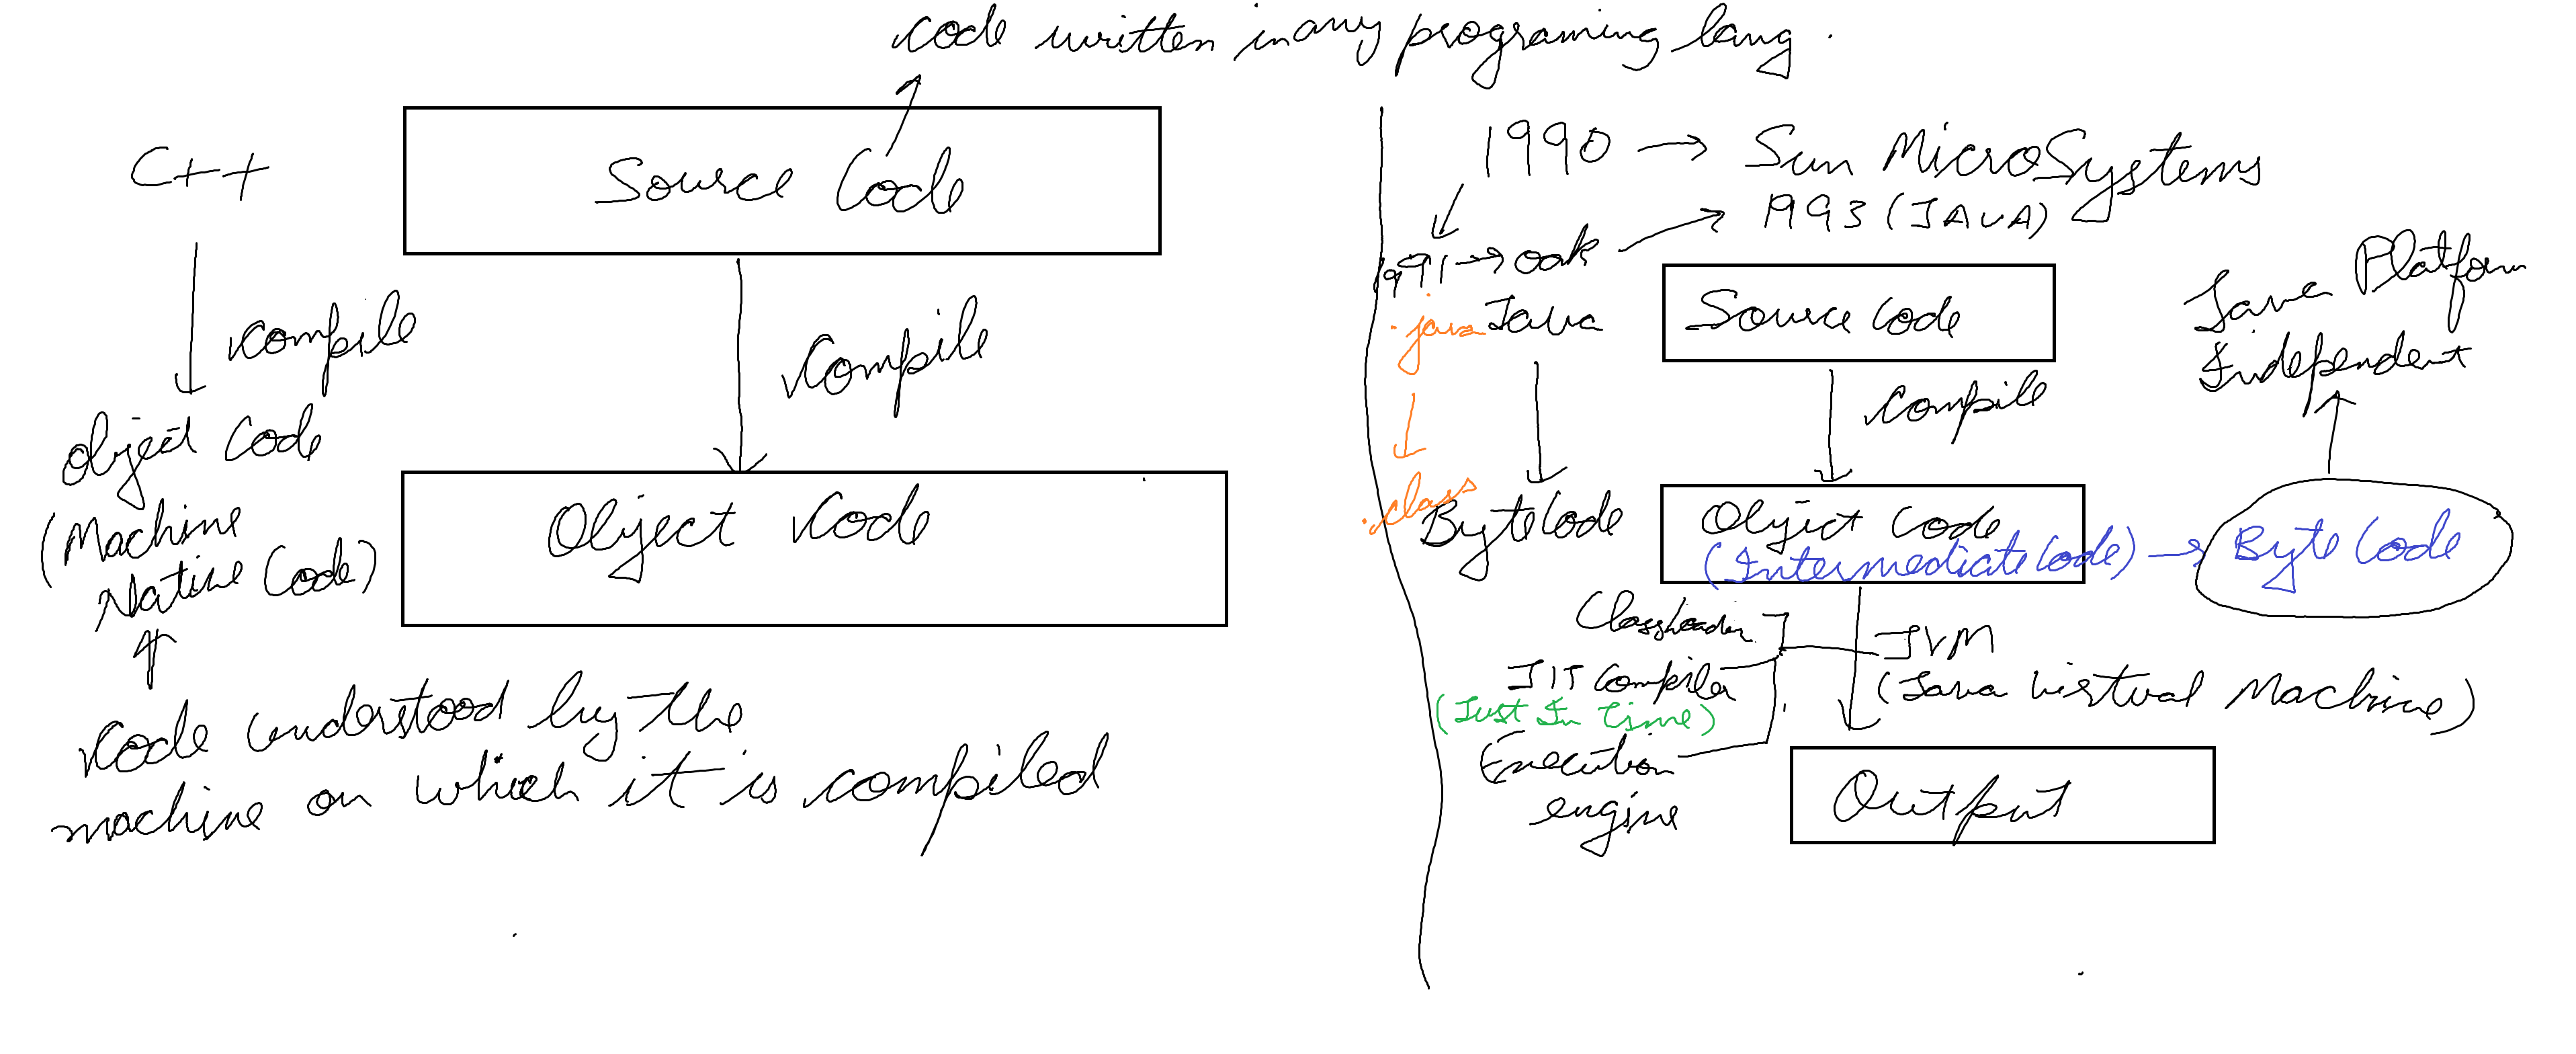 code written in any programing lang.
C++
Source Code
compile
Compile
Object Code
(Machine
Native Code)
Object Code
Code understood by the
machine on which it is compiled
1990 → Sun MicroSystems
1991 → oak → 1993 (JAVA)
.java Java
Source Code
Java Platform
Independent
compile
.class
ByteCode
Object Code
(Intermediate Code) → Byte Code
Classloader
JVM
JIT Compiler
(Java Virtual Machine)
(Just In Time)
Execution
engine
Output